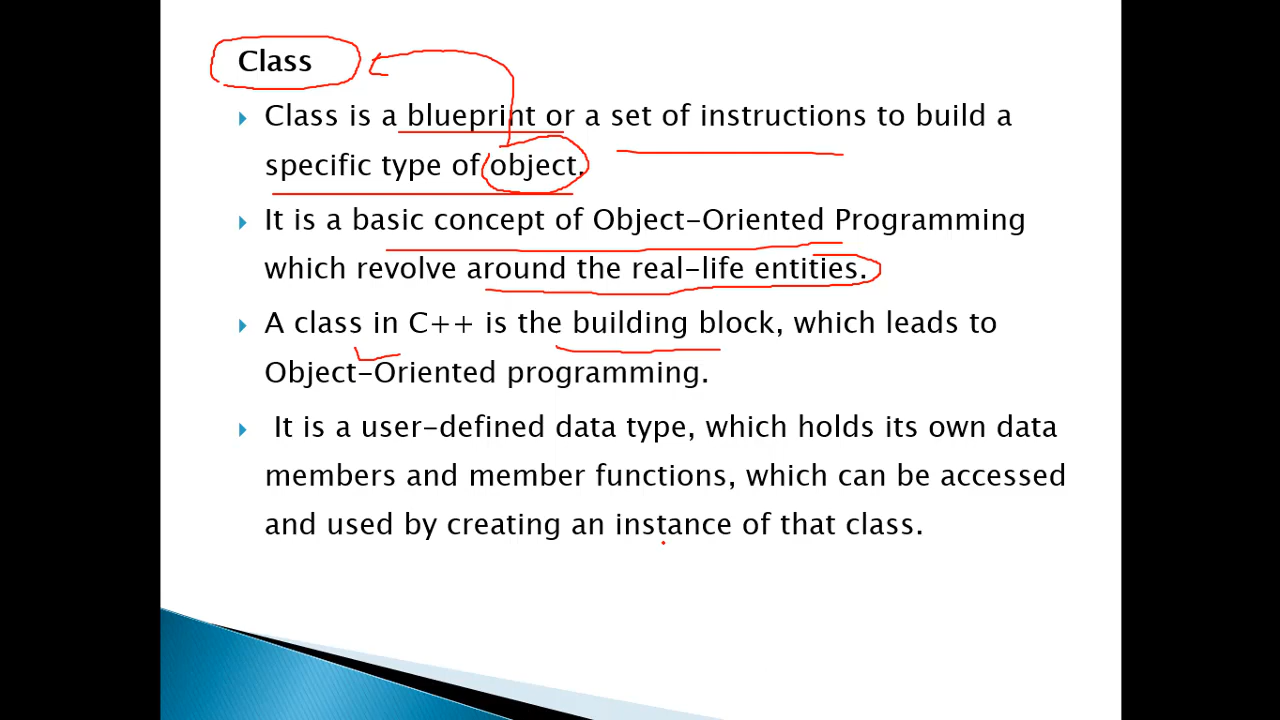 Class
Class is a blueprint or a set of instructions to build a
specific type of object.
It is a basic concept of Object-Oriented Programming
which revolve around the real-life entities.
A class in C++ is the building block, which leads to
Object-Oriented programming.
It is a user-defined data type, which holds its own data
members and member functions, which can be accessed
and used by creating an instance of that class.